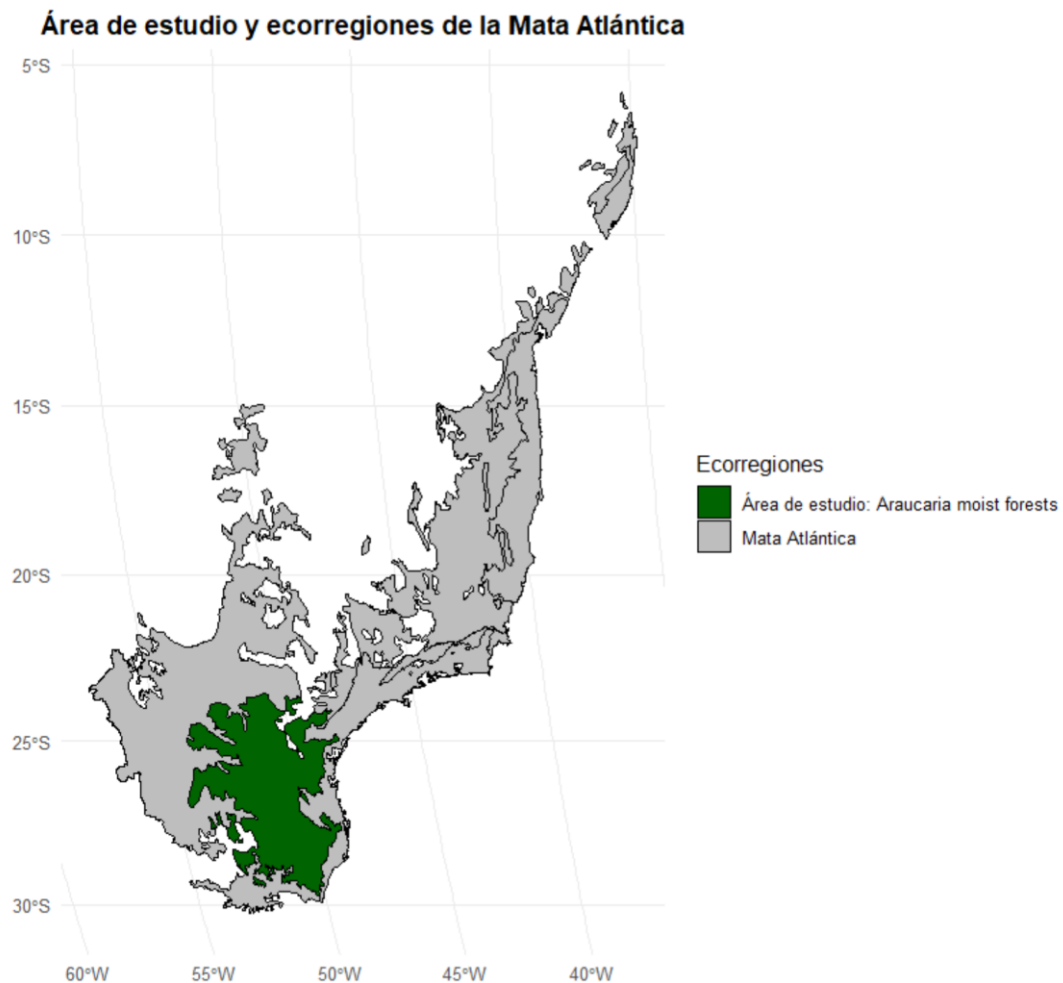 Área de estudio y ecorregiones de la Mata Atlántica
5°S
10°S
15°S
20°S
25°S
30°S
60°W
55°W
50°W
45°W
40°W
Ecorregiones
Área de estudio: Araucaria moist forests
Mata Atlántica